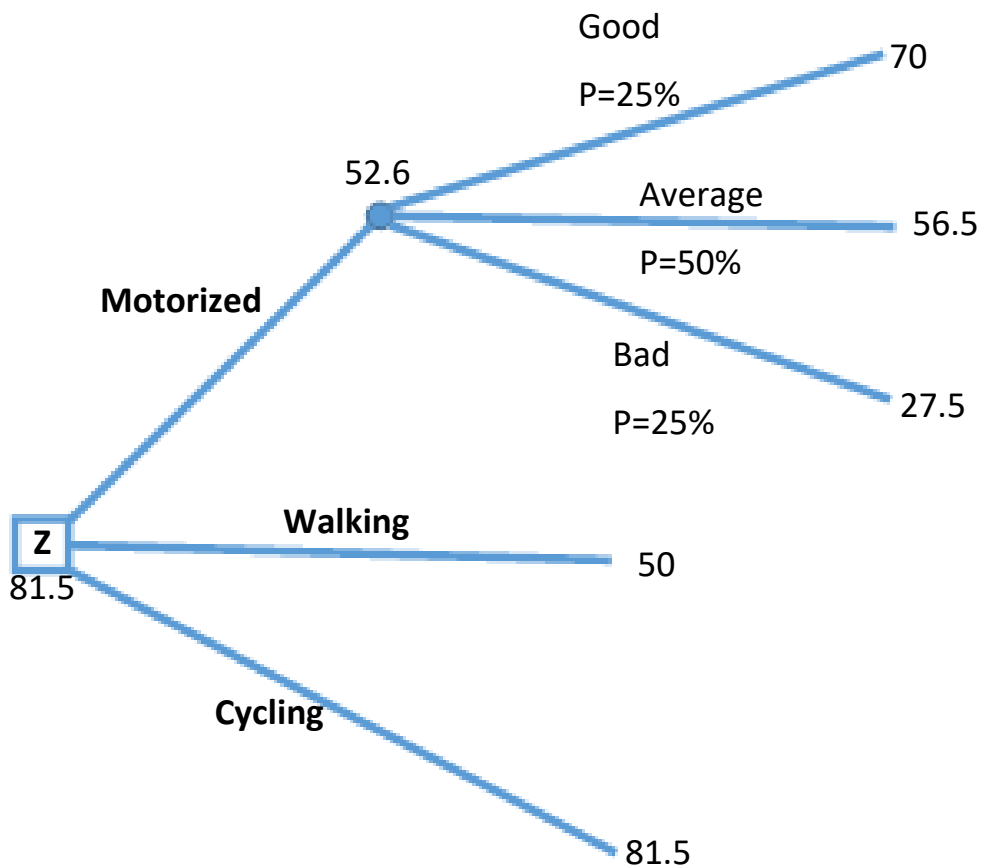 Good
70
P=25%
52.6
Average
56.5
P=50%
Motorized
Bad
27.5
P=25%
Walking
Z
50
81.5
Cycling
81.5